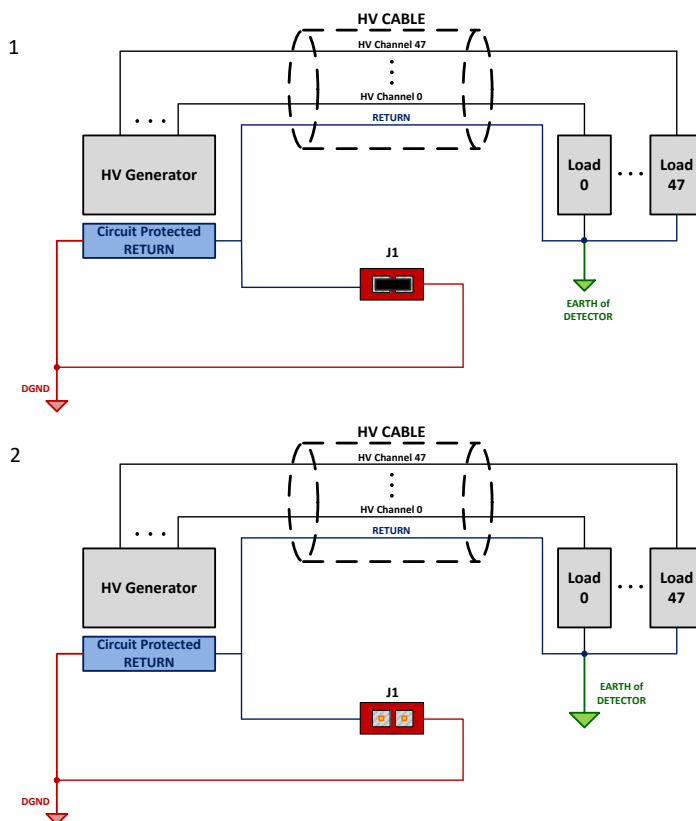 1
HV CABLE
HV Channel 47
HV Channel 0
RETURN
HV Generator
Load
0
Load
47
Circuit Protected
RETURN
J1
EARTH of
DETECTOR
DGND
2
HV CABLE
HV Channel 47
HV Channel 0
RETURN
HV Generator
Load
0
Load
47
Circuit Protected
RETURN
J1
EARTH of
DETECTOR
DGND